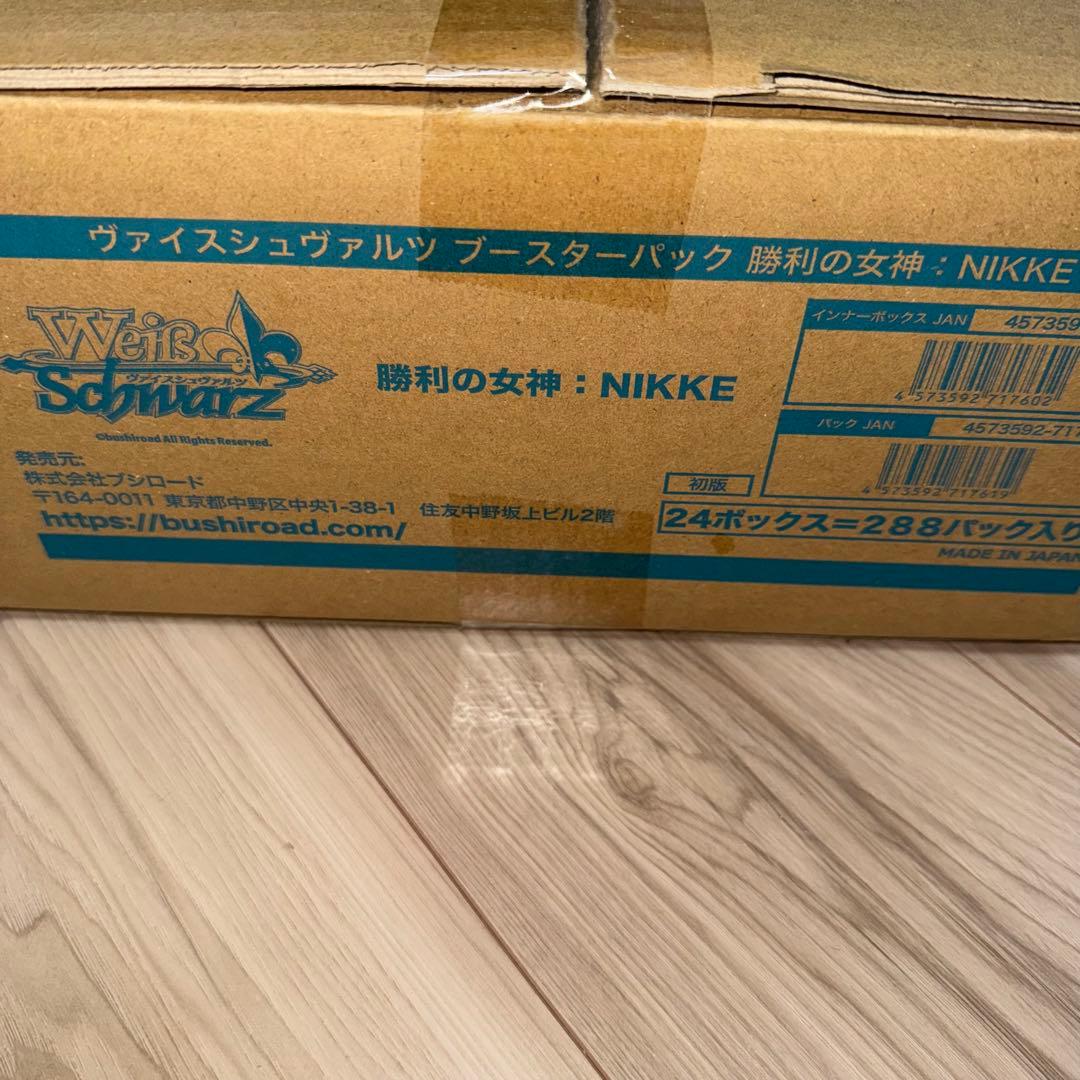 ヴァイスシュヴァルツ ブースターパック 勝利の女神：NIKKE
Weiß
ヴァイスシュヴァルツ
Schwarz
©bushiroad All Rights Reserved.
勝利の女神：NIKKE
インナーボックス JAN 4573592
4 573592 717602
パック JAN 4573592-717
4 573592 717619
発売元:
株式会社ブシロード
〒164-0011 東京都中野区中央1-38-1 住友中野坂上ビル2階
https://bushiroad.com/
初版
24ボックス=288パック入り
MADE IN JAPAN